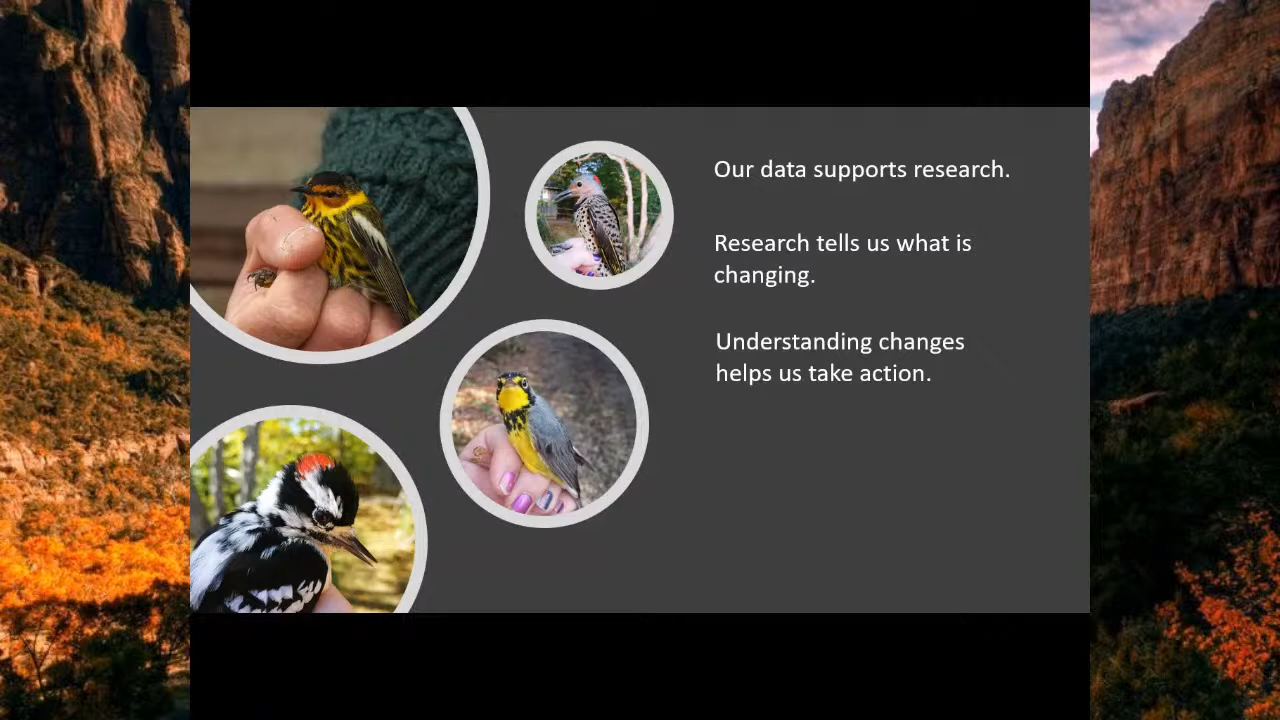 Our data supports research.
Research tells us what is
changing.
Understanding changes
helps us take action.